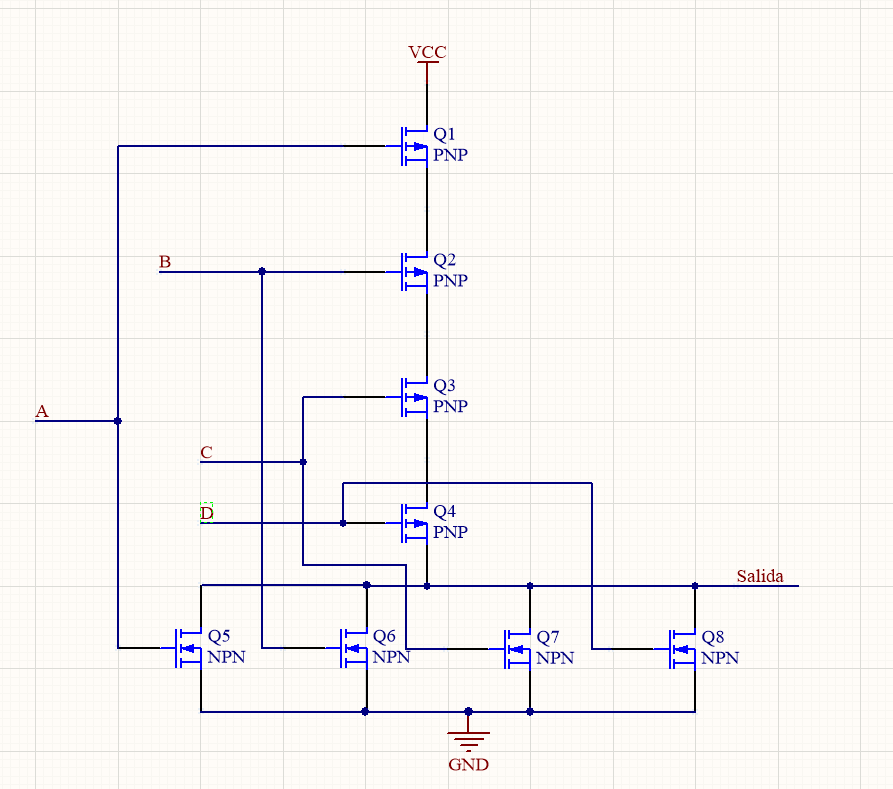 VCC
Q1
PNP
B
Q2
PNP
Q3
PNP
A
C
D
Q4
PNP
Salida
Q5
NPN
Q6
NPN
Q7
NPN
Q8
NPN
GND